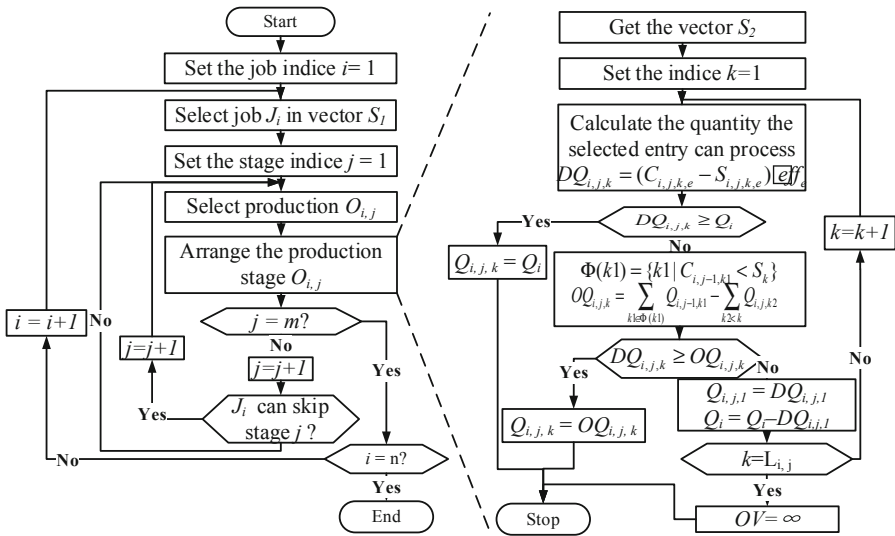 Start
Set the job indice i= 1
Select job J_i in vector S_1
Set the stage indice j = 1
Select production O_{i,j}
Arrange the production
stage O_{i,j}
i = i+1
No
j = m?
No
j=j+1
j=j+1
Yes
Yes
J_i can skip
stage j ?
No
i = n?
Yes
End
Get the vector S_2
Set the indice k=1
Calculate the quantity the
selected entry can process
DQ_{i,j,k} = (C_{i,j,k,e} − S_{i,j,k,e}) □eff_e
Yes
DQ_{i,j,k} ≥ Q_i
k=k+1
No
Q_{i,j,k} = Q_i
Φ(k1) = {k1 | C_{i,j−1,k1} < S_k}
OQ_{i,j,k} = ∑_{k1∈Φ(k1)} Q_{i,j−1,k1} − ∑_{k2<k} Q_{i,j,k2}
No
DQ_{i,j,k} ≥ OQ_{i,j,k}
Yes
No
Q_{i,j,1} = DQ_{i,j,1}
Q_i = Q_i−DQ_{i,j,1}
Q_{i,j,k} = OQ_{i,j,k}
k=L_{i,j}
Yes
Stop
OV= ∞